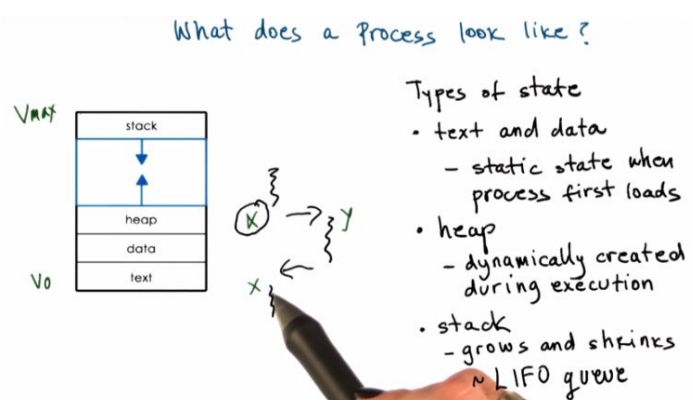 What does a Process look like?
Vmax
stack
heap
data
text
V0
X
y
x
Types of state
• text and data
- static state when
process first loads
• heap
- dynamically created
during execution
• stack
- grows and shrinks
~ LIFO queue